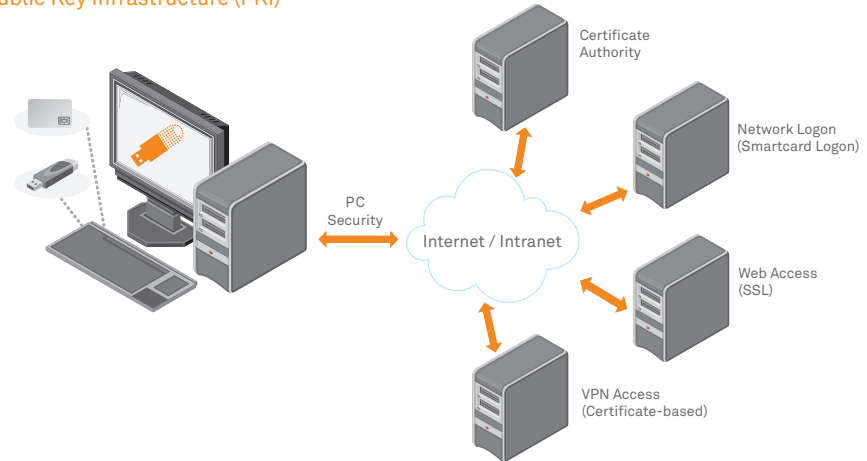 ublic Key Infrastructure (PKI)
Certificate
Authority
Network Logon
(Smartcard Logon)
PC
Security
Internet / Intranet
Web Access
(SSL)
VPN Access
(Certificate-based)